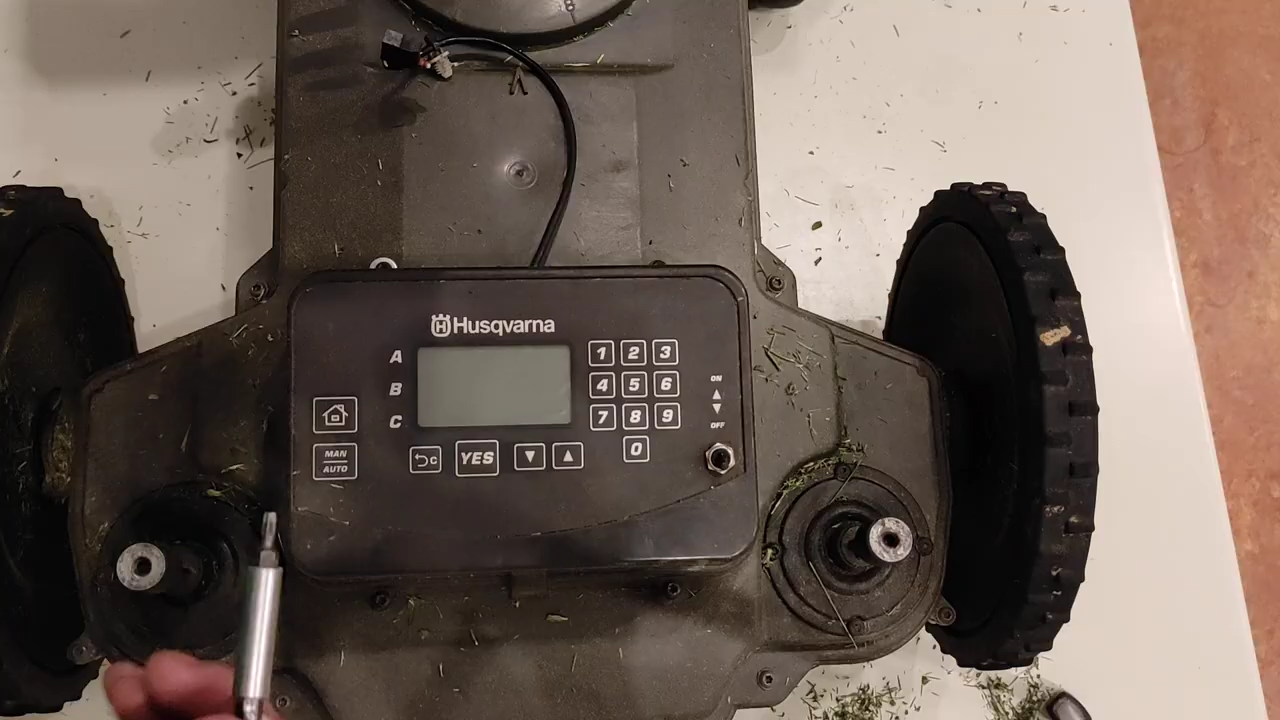 Husqvarna
A
B
C
1 2 3
4 5 6
7 8 9
0
ON
OFF
MAN
AUTO
C
YES